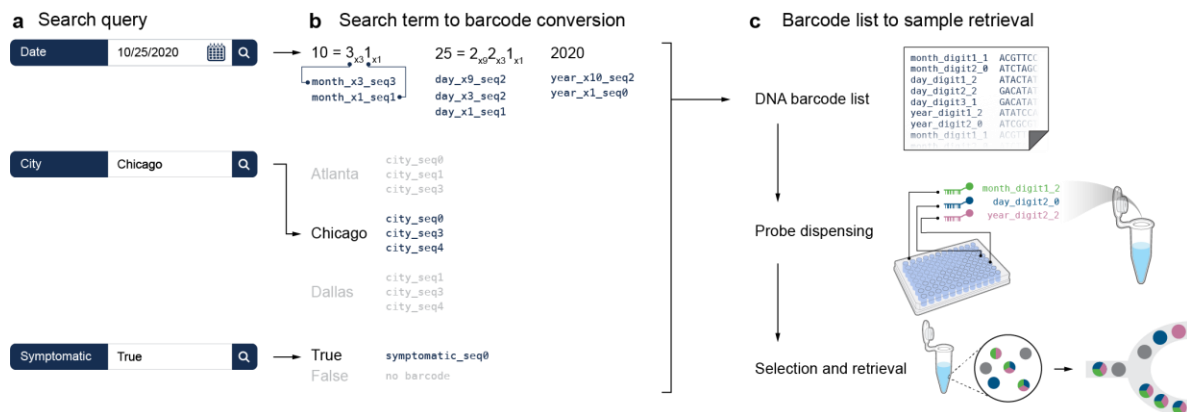 a Search query
Date 10/25/2020
City Chicago
Symptomatic True
b Search term to barcode conversion
10 = 3x31x1
month_x3_seq3
month_x1_seq1
25 = 2x92x31x1
day_x9_seq2
day_x3_seq2
day_x1_seq1
2020
year_x10_seq2
year_x1_seq0
Atlanta
city_seq0
city_seq1
city_seq3
Chicago
city_seq0
city_seq3
city_seq4
Dallas
city_seq1
city_seq3
city_seq4
True symptomatic_seq0
False no barcode
c Barcode list to sample retrieval
DNA barcode list
month_digit1_1 ACGTTCC
month_digit2_0 ATCTAGC
day_digit1_2 ATACTAT
day_digit2_2 GACATAT
day_digit3_1 GACATAT
year_digit1_2 ATATCCA
year_digit2_0 ATCGCG
month_digit1_1 ACGT
Probe dispensing
month_digit1_2
day_digit2_0
year_digit2_2
Selection and retrieval